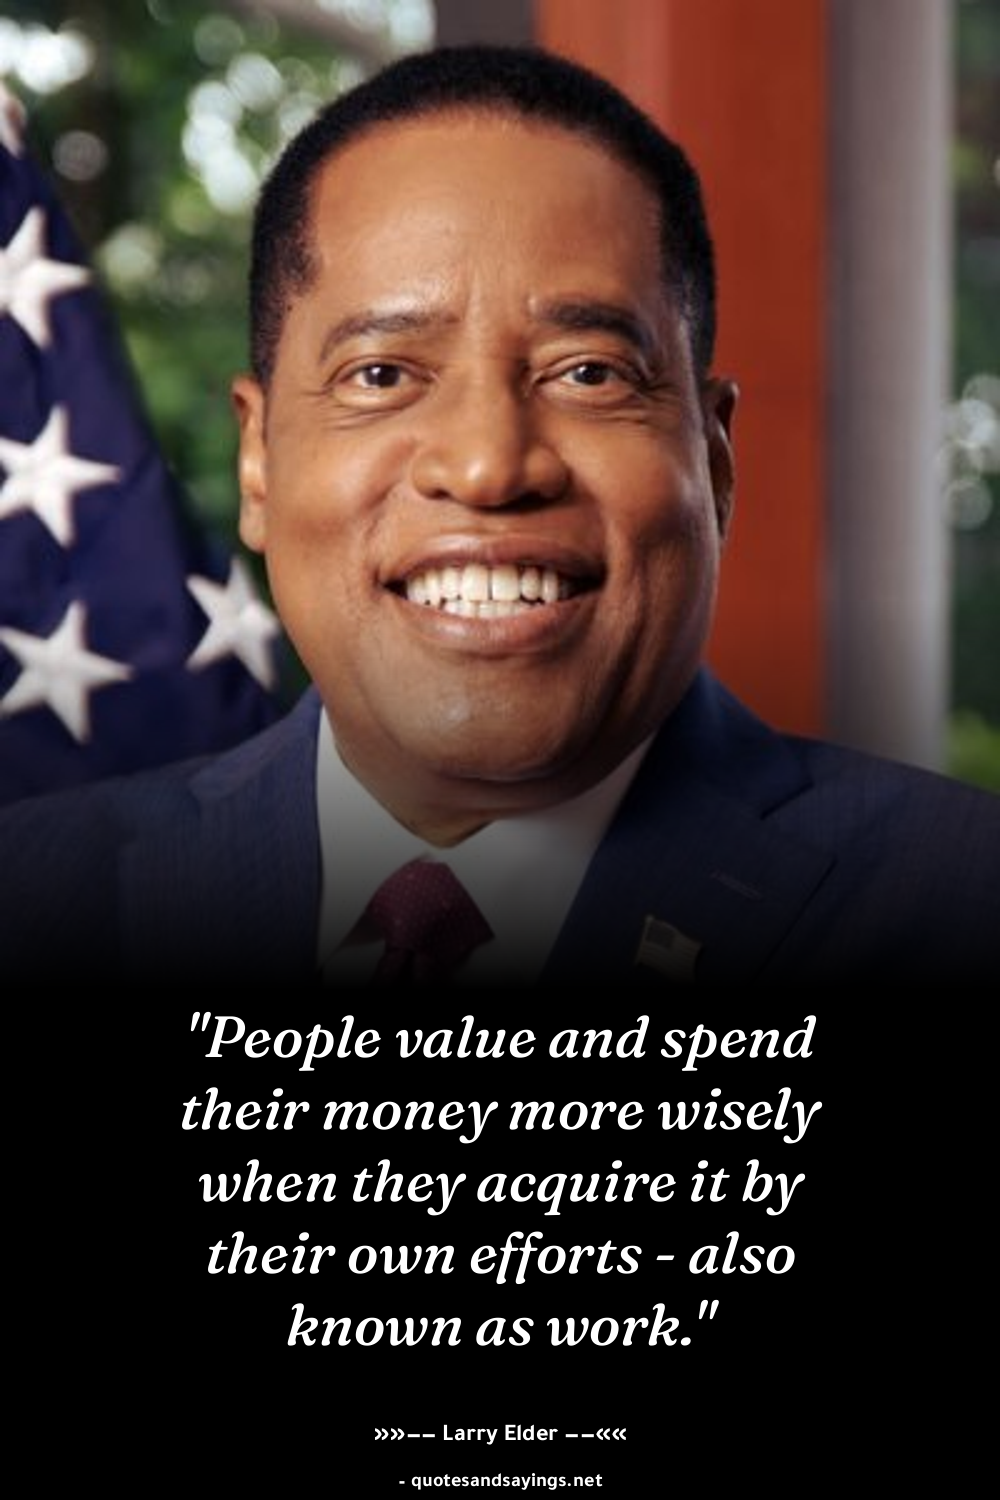 "People value and spend
their money more wisely
when they acquire it by
their own efforts - also
known as work."
»»−− Larry Elder −−««
- quotesandsayings.net